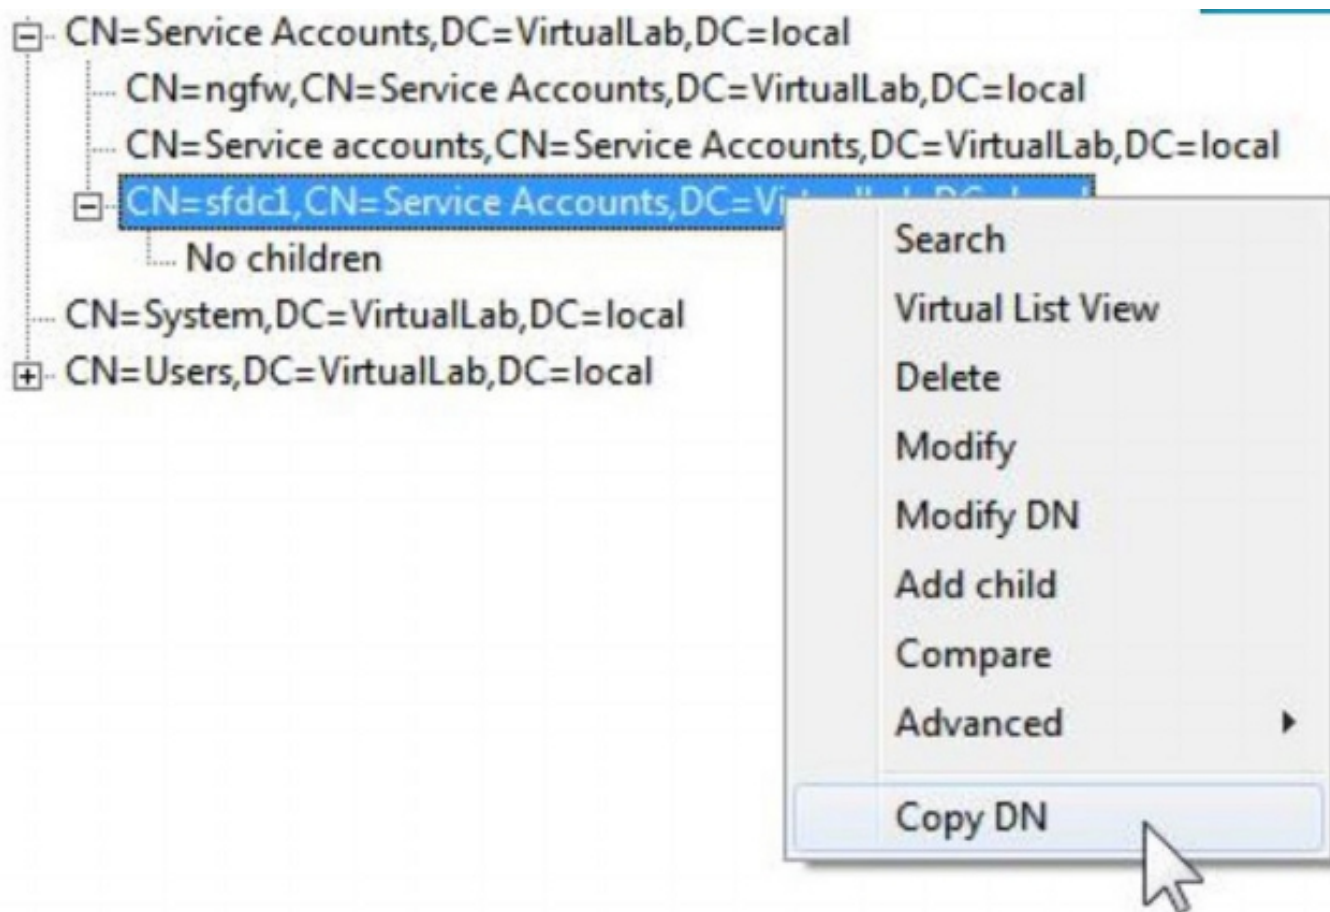 CN=Service Accounts,DC=VirtualLab,DC=local
CN=ngfw,CN=Service Accounts,DC=VirtualLab,DC=local
CN=Service accounts,CN=Service Accounts,DC=VirtualLab,DC=local
CN=sfdc1,CN=Service Accounts,DC=
No children
CN=System,DC=VirtualLab,DC=local
CN=Users,DC=VirtualLab,DC=local
Search
Virtual List View
Delete
Modify
Modify DN
Add child
Compare
Advanced
Copy DN